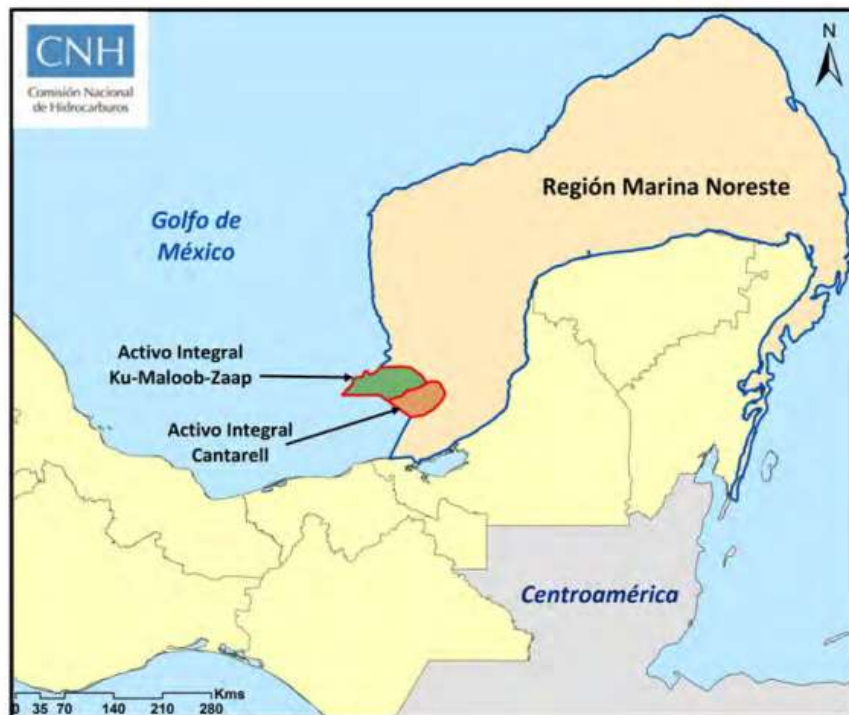 CNH
Comisión Nacional
de Hidrocarburos
N
Región Marina Noreste
Golfo de
México
Activo Integral
Ku-Maloob-Zaap
Activo Integral
Cantarell
Centroamérica
Kms
0 35 70 140 210 280